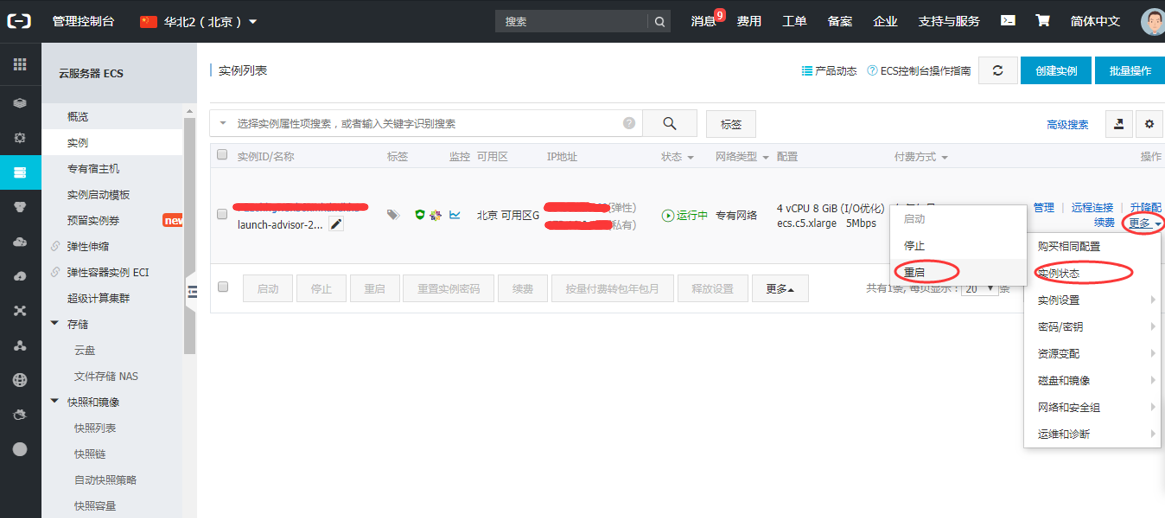 管理控制台 华北2（北京） 搜索 消息 9 费用 工单 备案 企业 支持与服务 简体中文
云服务器 ECS
概览
实例
专有宿主机
实例启动模板
预留实例券 new
弹性伸缩
弹性容器实例 ECI
超级计算集群
存储
云盘
文件存储 NAS
快照和镜像
快照列表
快照链
自动快照策略
快照容量
实例列表 产品动态 ECS控制台操作指南 创建实例 批量操作
选择实例属性项搜索，或者输入关键字识别搜索 标签 高级搜索
实例ID/名称 标签 监控 可用区 IP地址 状态 网络类型 配置 付费方式 操作
launch-advisor-2... 北京 可用区G (弹性)
私有) 运行中 专有网络 4 vCPU 8 GiB (I/O优化)
ecs.c5.xlarge 5Mbps
管理 远程连接 升降配
续费 更多
启动
停止
重启
购买相同配置
实例状态
实例设置
密码/密钥
资源变配
磁盘和镜像
网络和安全组
运维和诊断
启动 停止 重启 重置实例密码 续费 按量付费转包年包月 释放设置 更多
共有1条, 每页显示： 20 条